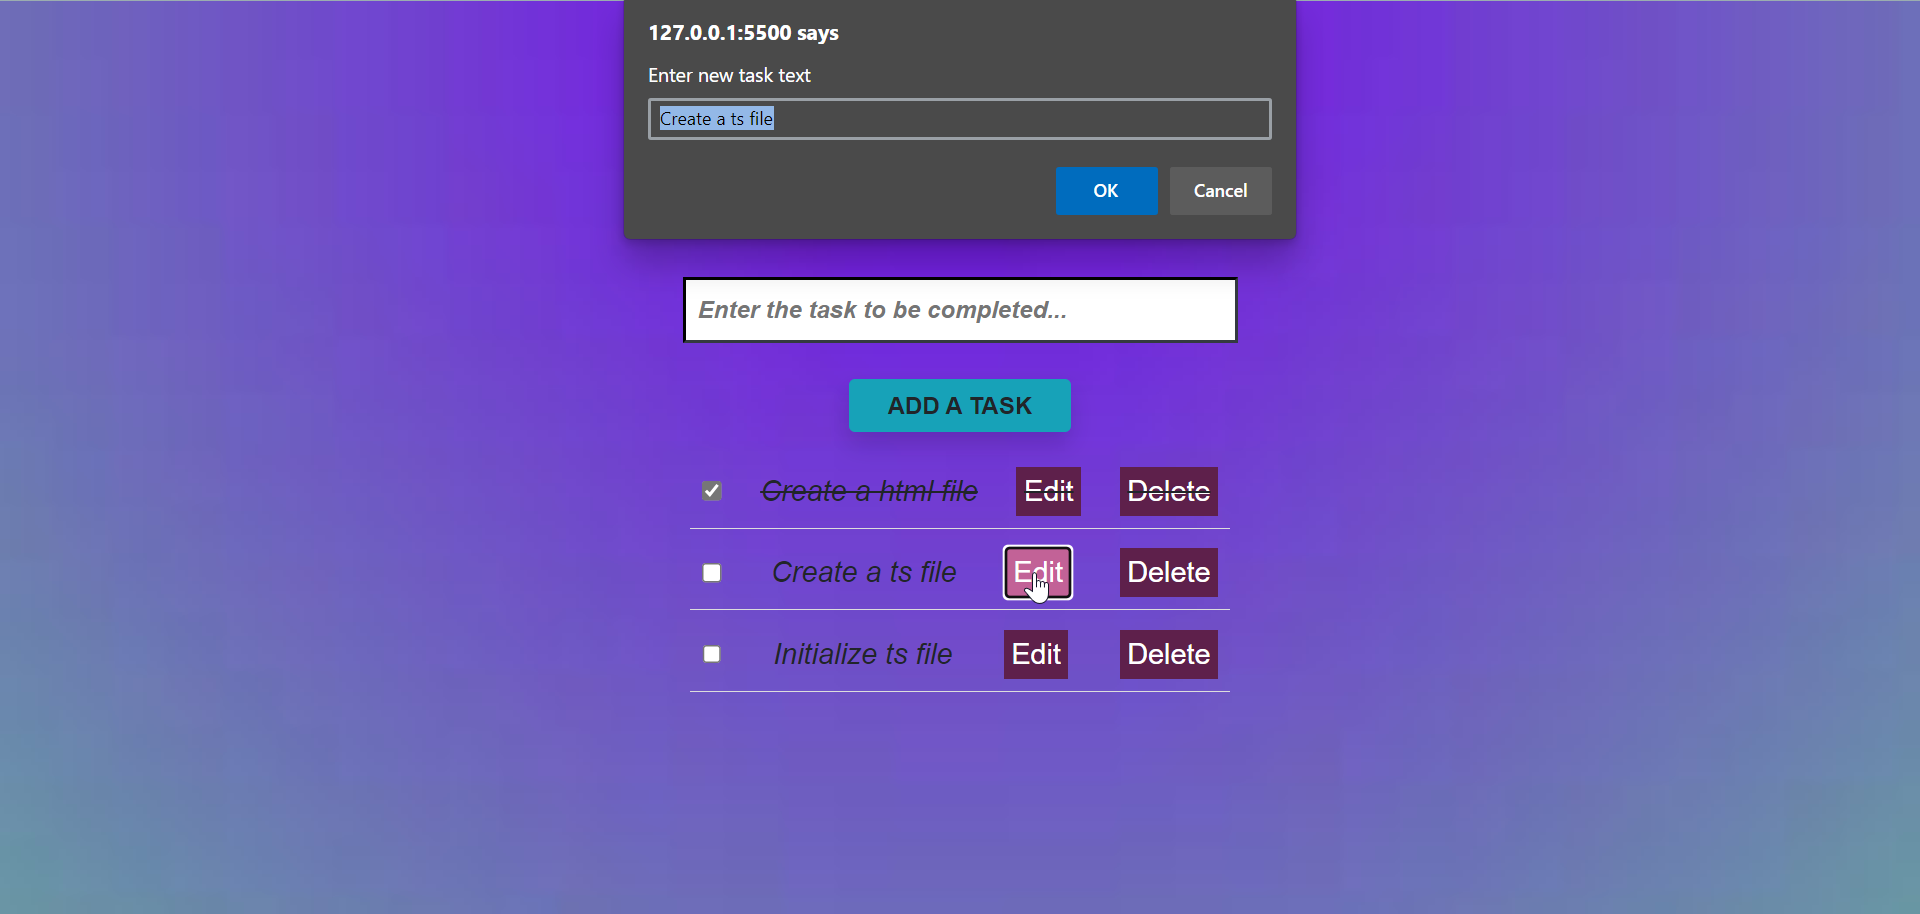 127.0.0.1:5500 says
Enter new task text
Create a ts file
OK Cancel
Enter the task to be completed...
ADD A TASK
Create a html file Edit Delete
Create a ts file Edit Delete
Initialize ts file Edit Delete